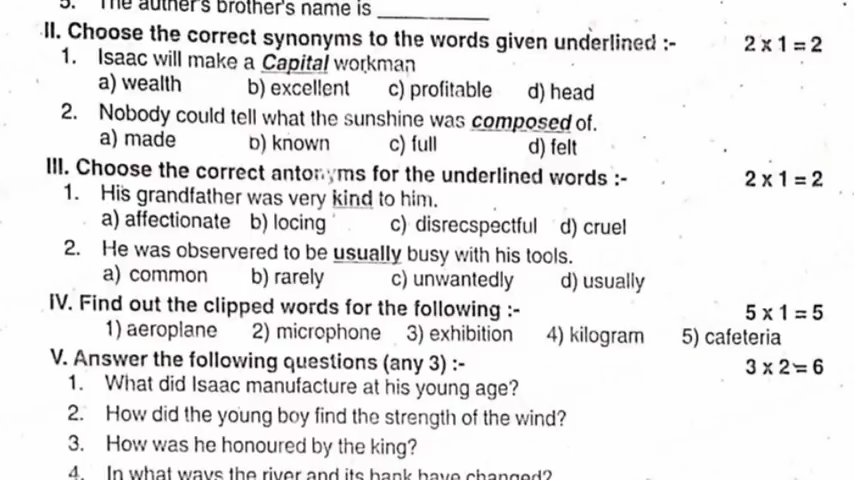 5. The auther's brother's name is ___________
II. Choose the correct synonyms to the words given underlined :- 2 x 1 = 2
1. Isaac will make a Capital workman
a) wealth b) excellent c) profitable d) head
2. Nobody could tell what the sunshine was composed of.
a) made b) known c) full d) felt
III. Choose the correct antonyms for the underlined words :- 2 x 1 = 2
1. His grandfather was very kind to him.
a) affectionate b) locing c) disrecspectful d) cruel
2. He was observed to be usually busy with his tools.
a) common b) rarely c) unwantedly d) usually
IV. Find out the clipped words for the following :- 5 x 1 = 5
1) aeroplane 2) microphone 3) exhibition 4) kilogram 5) cafeteria
V. Answer the following questions (any 3) :- 3 x 2 = 6
1. What did Isaac manufacture at his young age?
2. How did the young boy find the strength of the wind?
3. How was he honoured by the king?
4. In what ways the river and its bank have changed?